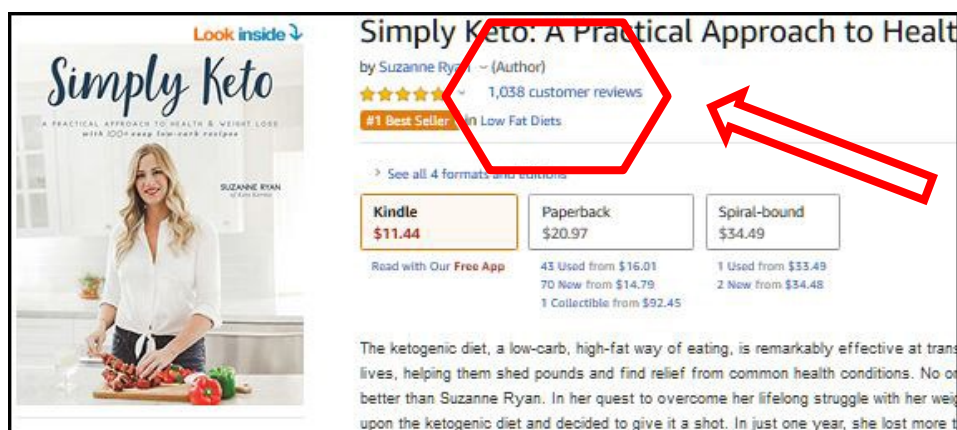 Look inside
Simply Keto
A PRACTICAL APPROACH TO HEALTH & WEIGHT LOSS
with 100+ easy low-carb recipes
SUZANNE RYAN
of Keto Karma
Simply Keto: A Practical Approach to Healt
by Suzanne Ryan (Author)
1,038 customer reviews
#1 Best Seller in Low Fat Diets
See all 4 formats and editions
Kindle
$11.44
Read with Our Free App
Paperback
$20.97
43 Used from $16.01
70 New from $14.79
1 Collectible from $92.45
Spiral-bound
$34.49
1 Used from $33.49
2 New from $34.48
The ketogenic diet, a low-carb, high-fat way of eating, is remarkably effective at trans
lives, helping them shed pounds and find relief from common health conditions. No o
better than Suzanne Ryan. In her quest to overcome her lifelong struggle with her wei
upon the ketogenic diet and decided to give it a shot. In just one year, she lost more t